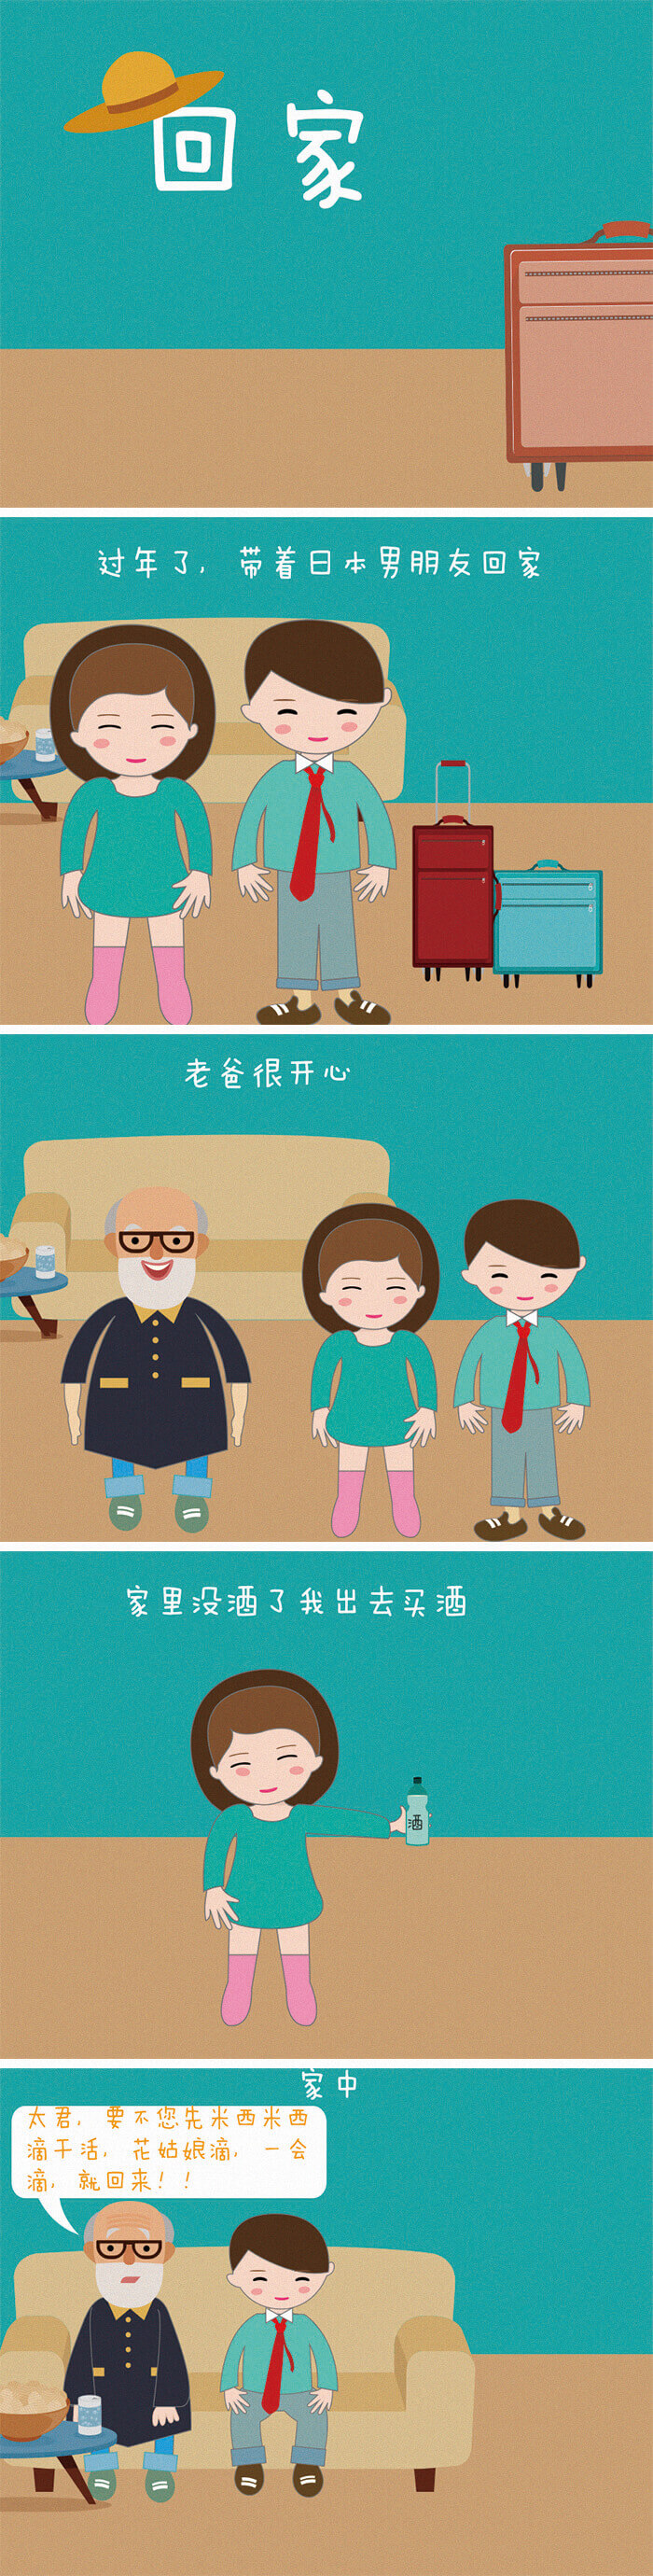 回家
过年了，带着日本男朋友回家
老爸很开心
家里没酒了我出去买酒
酒
家中
太君，要不您先米西米西
滴干活，花姑娘滴，一会
滴，就回来！！